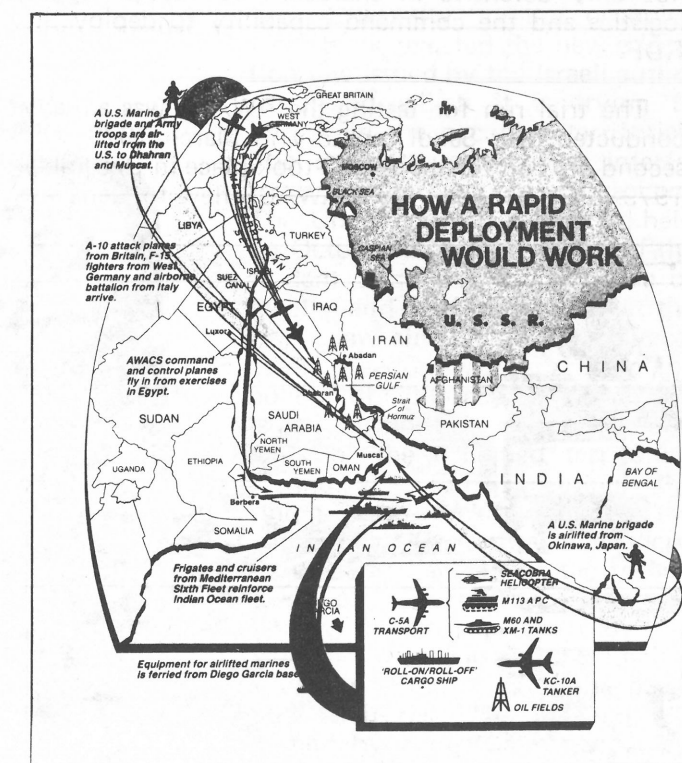 GREAT BRITAIN
WEST
GERMANY
A U.S. Marine
brigade and Army
troops are air-
lifted from the
U.S. to Dhahran
and Muscat.
MOSCOW
BLACK SEA
HOW A RAPID
DEPLOYMENT
WOULD WORK
CASPIAN
SEA
TURKEY
LIBYA
A-10 attack planes
from Britain, F-15
fighters from West
Germany and airborne
battalion from Italy
arrive.
SUEZ
CANAL
ISRAEL
EGYPT
IRAQ
U. S. S. R.
Luxor
IRAN
Abadan
CHINA
PERSIAN
GULF
AFGHANISTAN
AWACS command
and control planes
fly in from exercises
in Egypt.
Dhahran
Strait
of
Hormuz
SUDAN
SAUDI
ARABIA
PAKISTAN
NORTH
YEMEN
Muscat
UGANDA
ETHIOPIA
SOUTH
YEMEN
OMAN
INDIA
BAY OF
BENGAL
Berbera
SOMALIA
A U.S. Marine brigade
is airlifted from
Okinawa, Japan.
INDIAN OCEAN
Frigates and cruisers
from Mediterranean
Sixth Fleet reinforce
Indian Ocean fleet.
SEACOBRA
HELICOPTER
M113 APC
C-5A
TRANSPORT
M60 AND
XM-1 TANKS
Equipment for airlifted marines
is ferried from Diego Garcia base
'ROLL-ON/ROLL-OFF'
CARGO SHIP
KC-10A
TANKER
OIL FIELDS